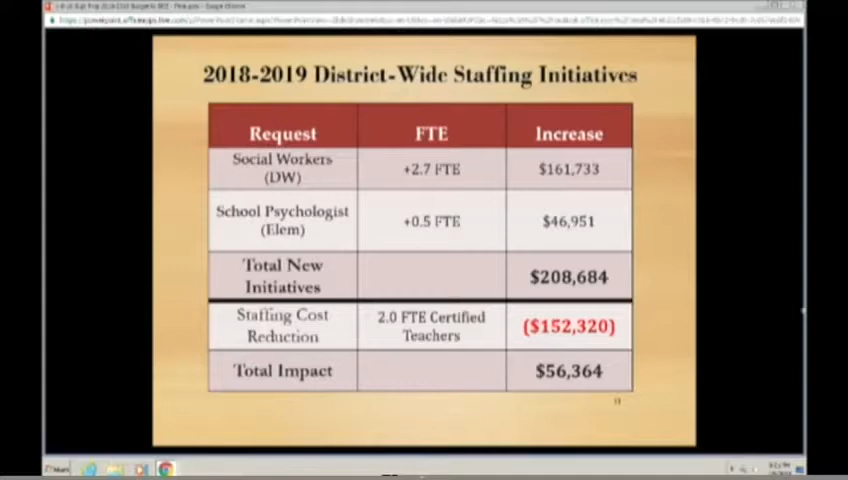 2018-2019 District-Wide Staffing Initiatives
Request FTE Increase
Social Workers
(DW)
+2.7 FTE
$161,733
School Psychologist
(Elem)
+0.5 FTE
$46,951
Total New
Initiatives
$208,684
Staffing Cost
Reduction
2.0 FTE Certified
Teachers
($152,320)
Total Impact
$56,364